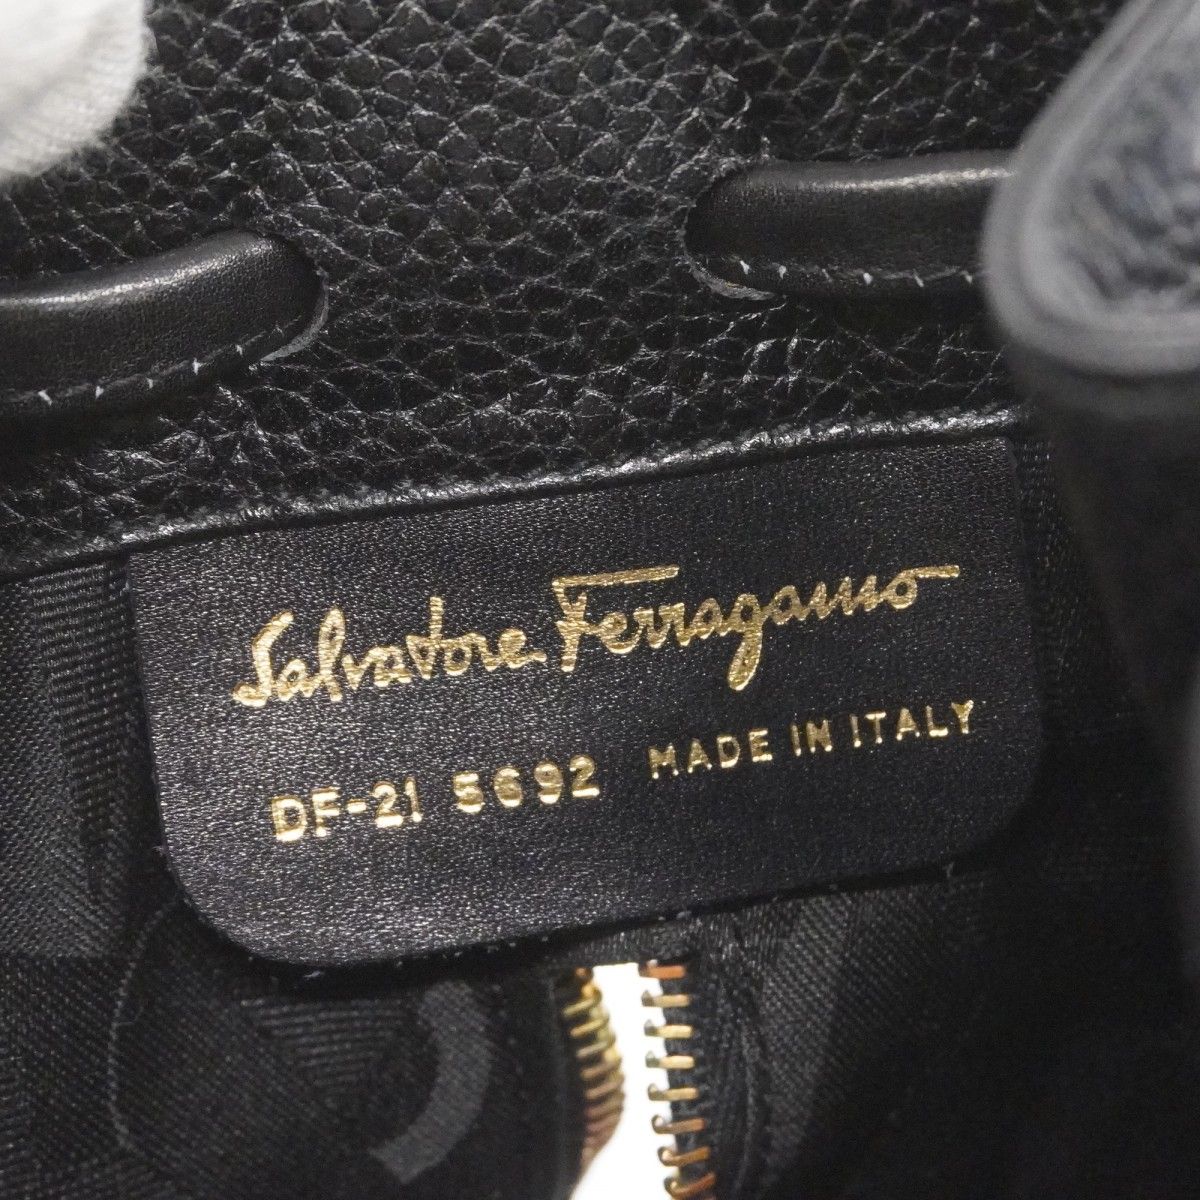 Salvatore Ferragamo
DF-21 5692 MADE IN ITALY